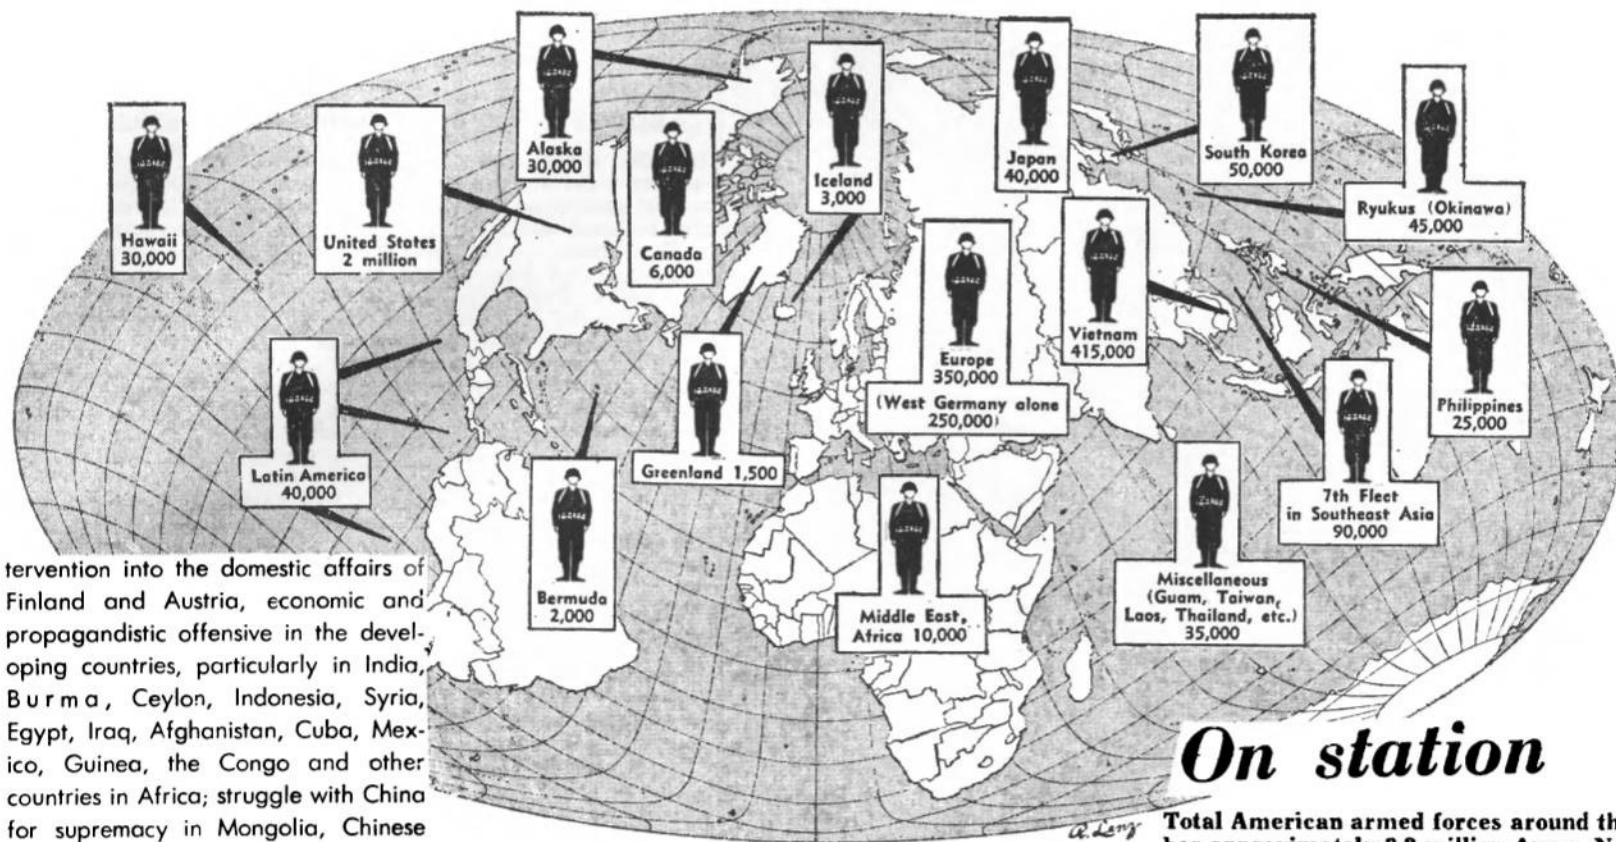 Hawaii
30,000
United States
2 million
Alaska
30,000
Canada
6,000
Iceland
3,000
Japan
40,000
South Korea
50,000
Ryukus (Okinawa)
45,000
Europe
350,000
(West Germany alone
250,000)
Vietnam
415,000
Philippines
25,000
7th Fleet
in Southeast Asia
90,000
Latin America
40,000
Greenland 1,500
Bermuda
2,000
Middle East,
Africa 10,000
Miscellaneous
(Guam, Taiwan,
Laos, Thailand, etc.)
35,000
tervention into the domestic affairs of
Finland and Austria, economic and
propagandistic offensive in the devel-
oping countries, particularly in India,
Burma, Ceylon, Indonesia, Syria,
Egypt, Iraq, Afghanistan, Cuba, Mex-
ico, Guinea, the Congo and other
countries in Africa; struggle with China
for supremacy in Mongolia, Chinese
R. Lenz
On station
Total American armed forces around th